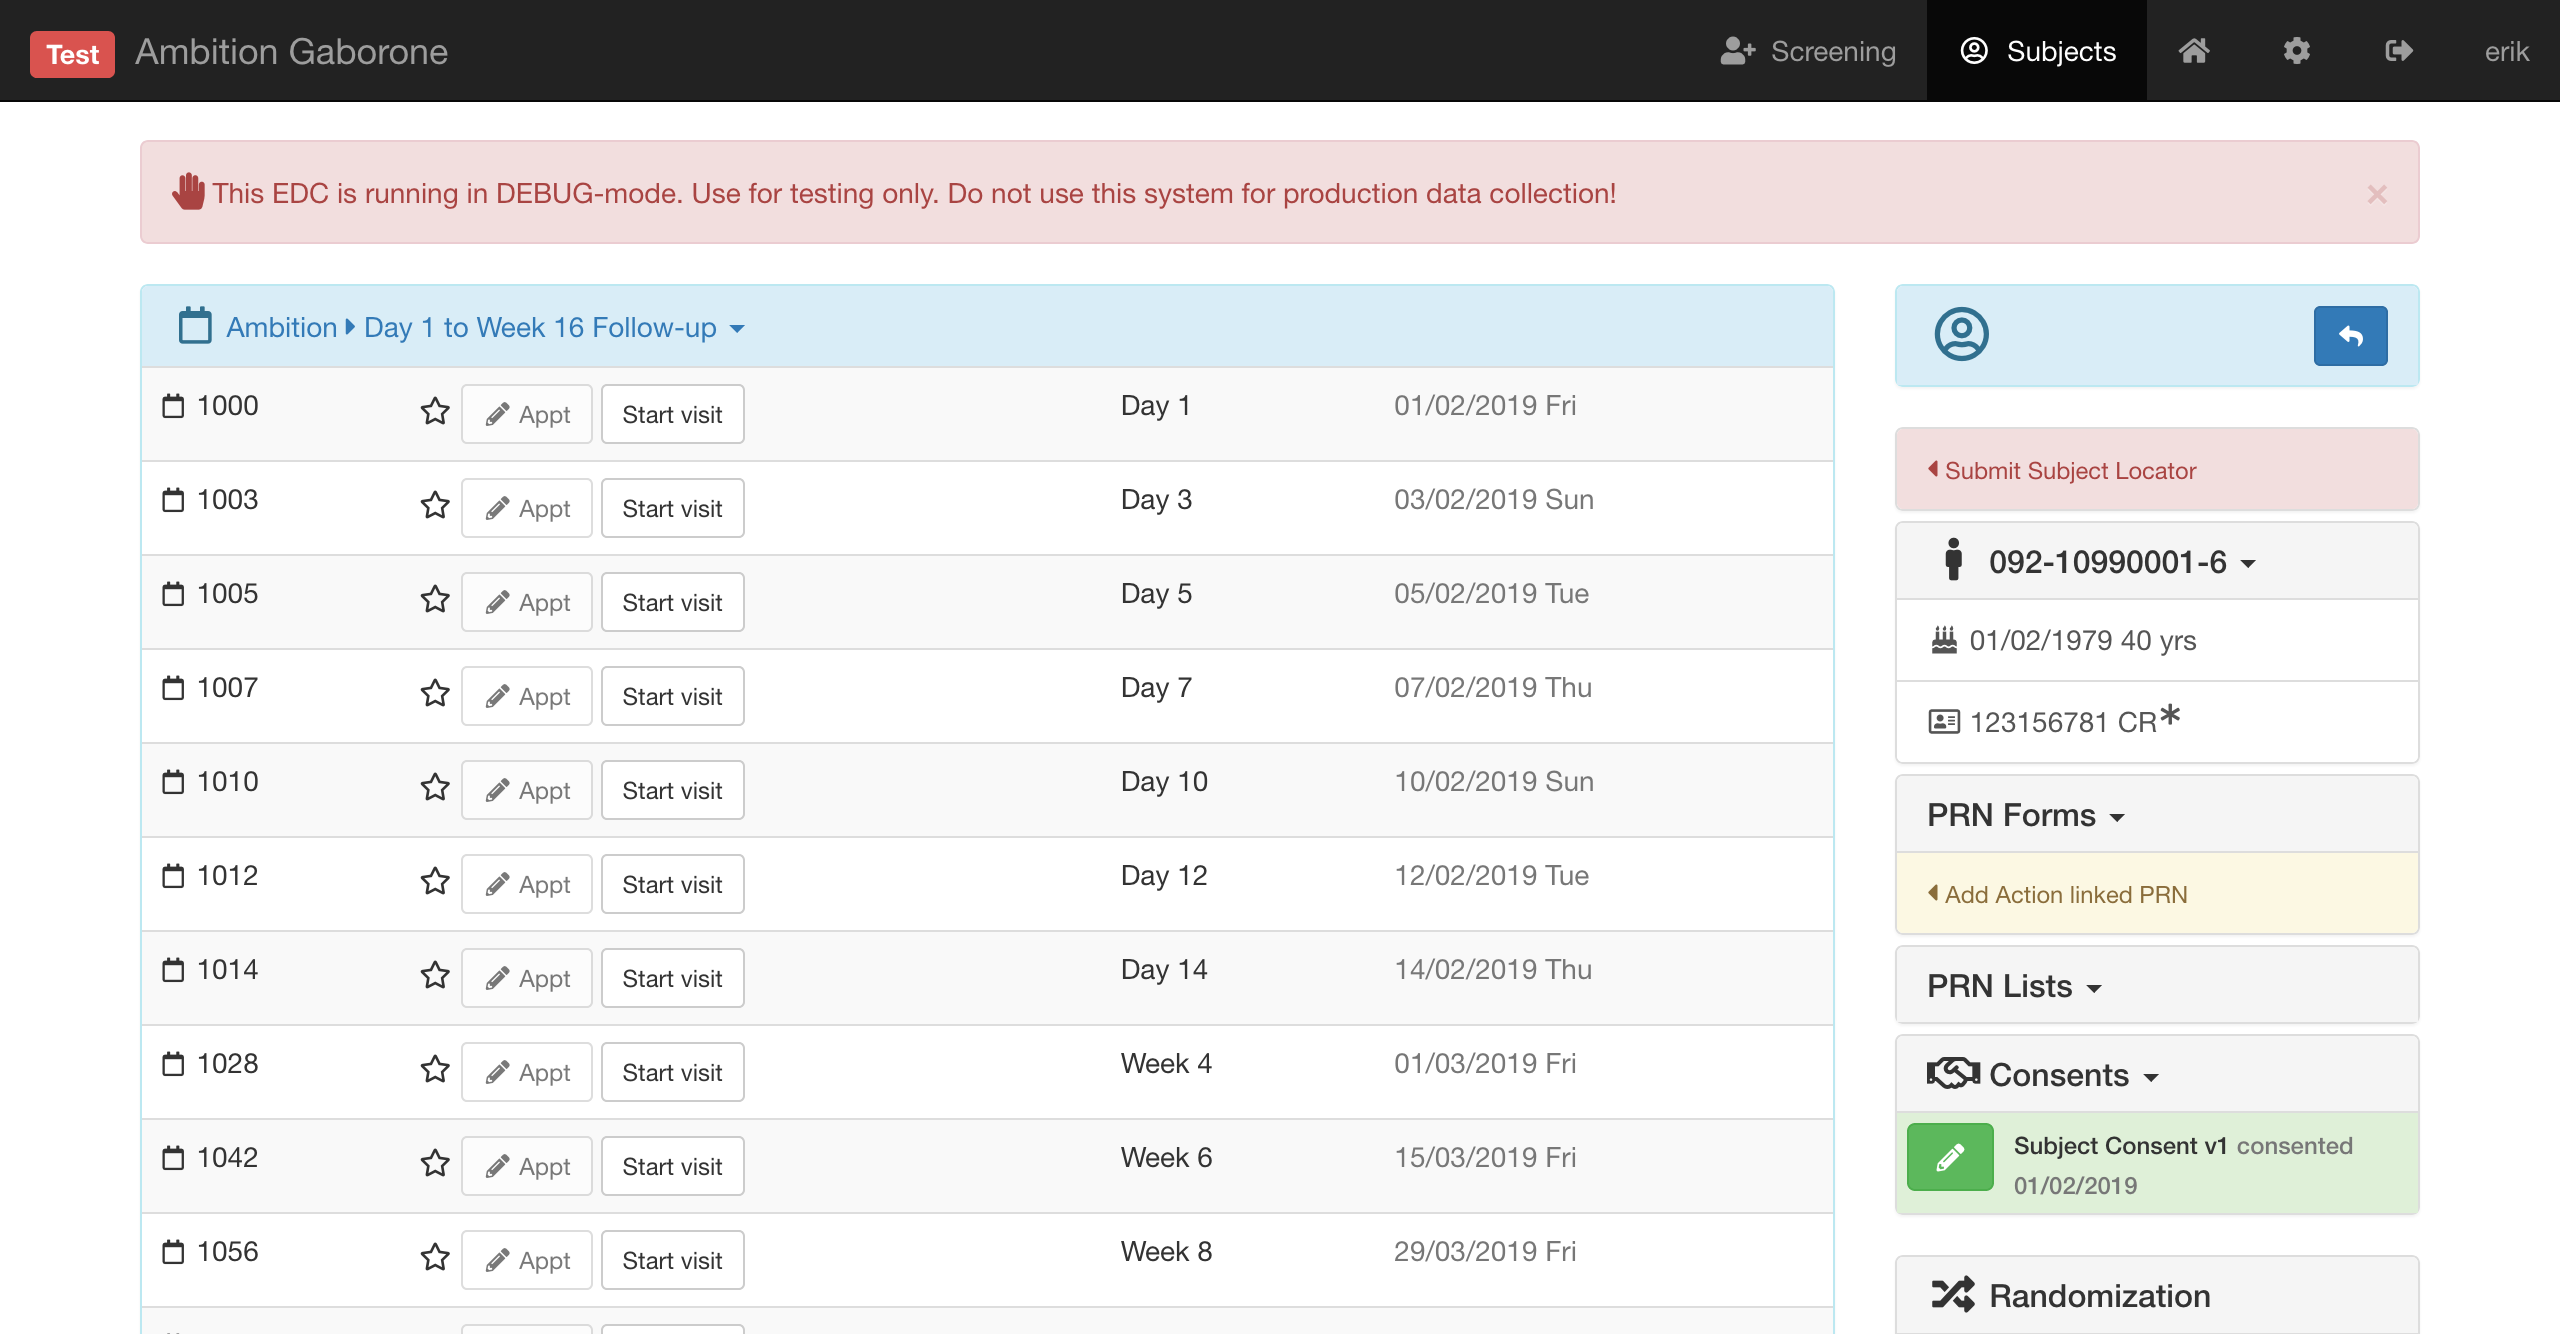 Test Ambition Gaborone Screening Subjects erik
This EDC is running in DEBUG-mode. Use for testing only. Do not use this system for production data collection! ×
Ambition Day 1 to Week 16 Follow-up
1000 Appt Start visit Day 1 01/02/2019 Fri
1003 Appt Start visit Day 3 03/02/2019 Sun
1005 Appt Start visit Day 5 05/02/2019 Tue
1007 Appt Start visit Day 7 07/02/2019 Thu
1010 Appt Start visit Day 10 10/02/2019 Sun
1012 Appt Start visit Day 12 12/02/2019 Tue
1014 Appt Start visit Day 14 14/02/2019 Thu
1028 Appt Start visit Week 4 01/03/2019 Fri
1042 Appt Start visit Week 6 15/03/2019 Fri
1056 Appt Start visit Week 8 29/03/2019 Fri
Submit Subject Locator
092-10990001-6
01/02/1979 40 yrs
123156781 CR*
PRN Forms
Add Action linked PRN
PRN Lists
Consents
Subject Consent v1 consented
01/02/2019
Randomization